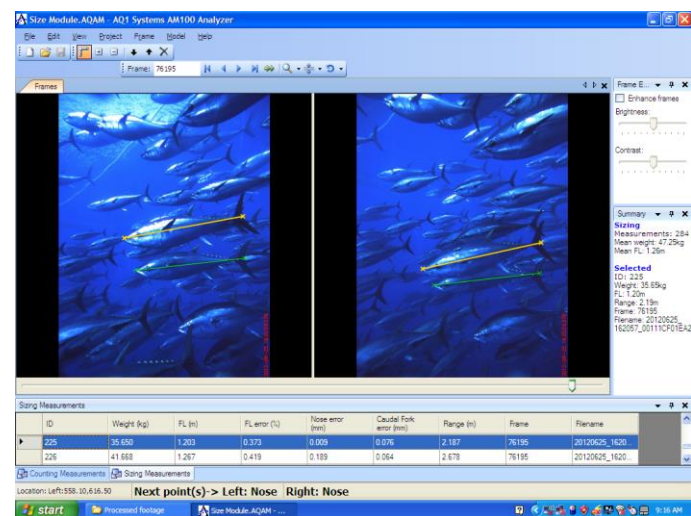 Size Module.AQAM - AQ1 Systems AM100 Analyzer
File Edit View Project Frame Model Help
Frame: 76195
Frames
Frame E...
Enhance frames
Brightness:
Contrast:
Summary
Sizing
Measurements: 284
Mean weight: 47.25kg
Mean FL: 1.26m
Selected
ID: 225
Weight: 35.65kg
FL: 1.20m
Range: 2.19m
Frame: 76195
Filename: 20120625_
162057_00111CF01EA2
Sizing Measurements
ID Weight (kg) FL (m) FL error (%) Nose error (mm) Caudal Fork error (mm) Range (m) Frame Filename
225 35.650 1.203 0.373 0.009 0.076 2.187 76195 20120625_1620...
226 41.668 1.267 0.419 0.189 0.064 2.678 76195 20120625_1620...
Counting Measurements Sizing Measurements
Location: Left:558.10,616.50 Next point(s)-> Left: Nose Right: Nose
start Processed footage Size Module.AQAM - ... 9:16 AM